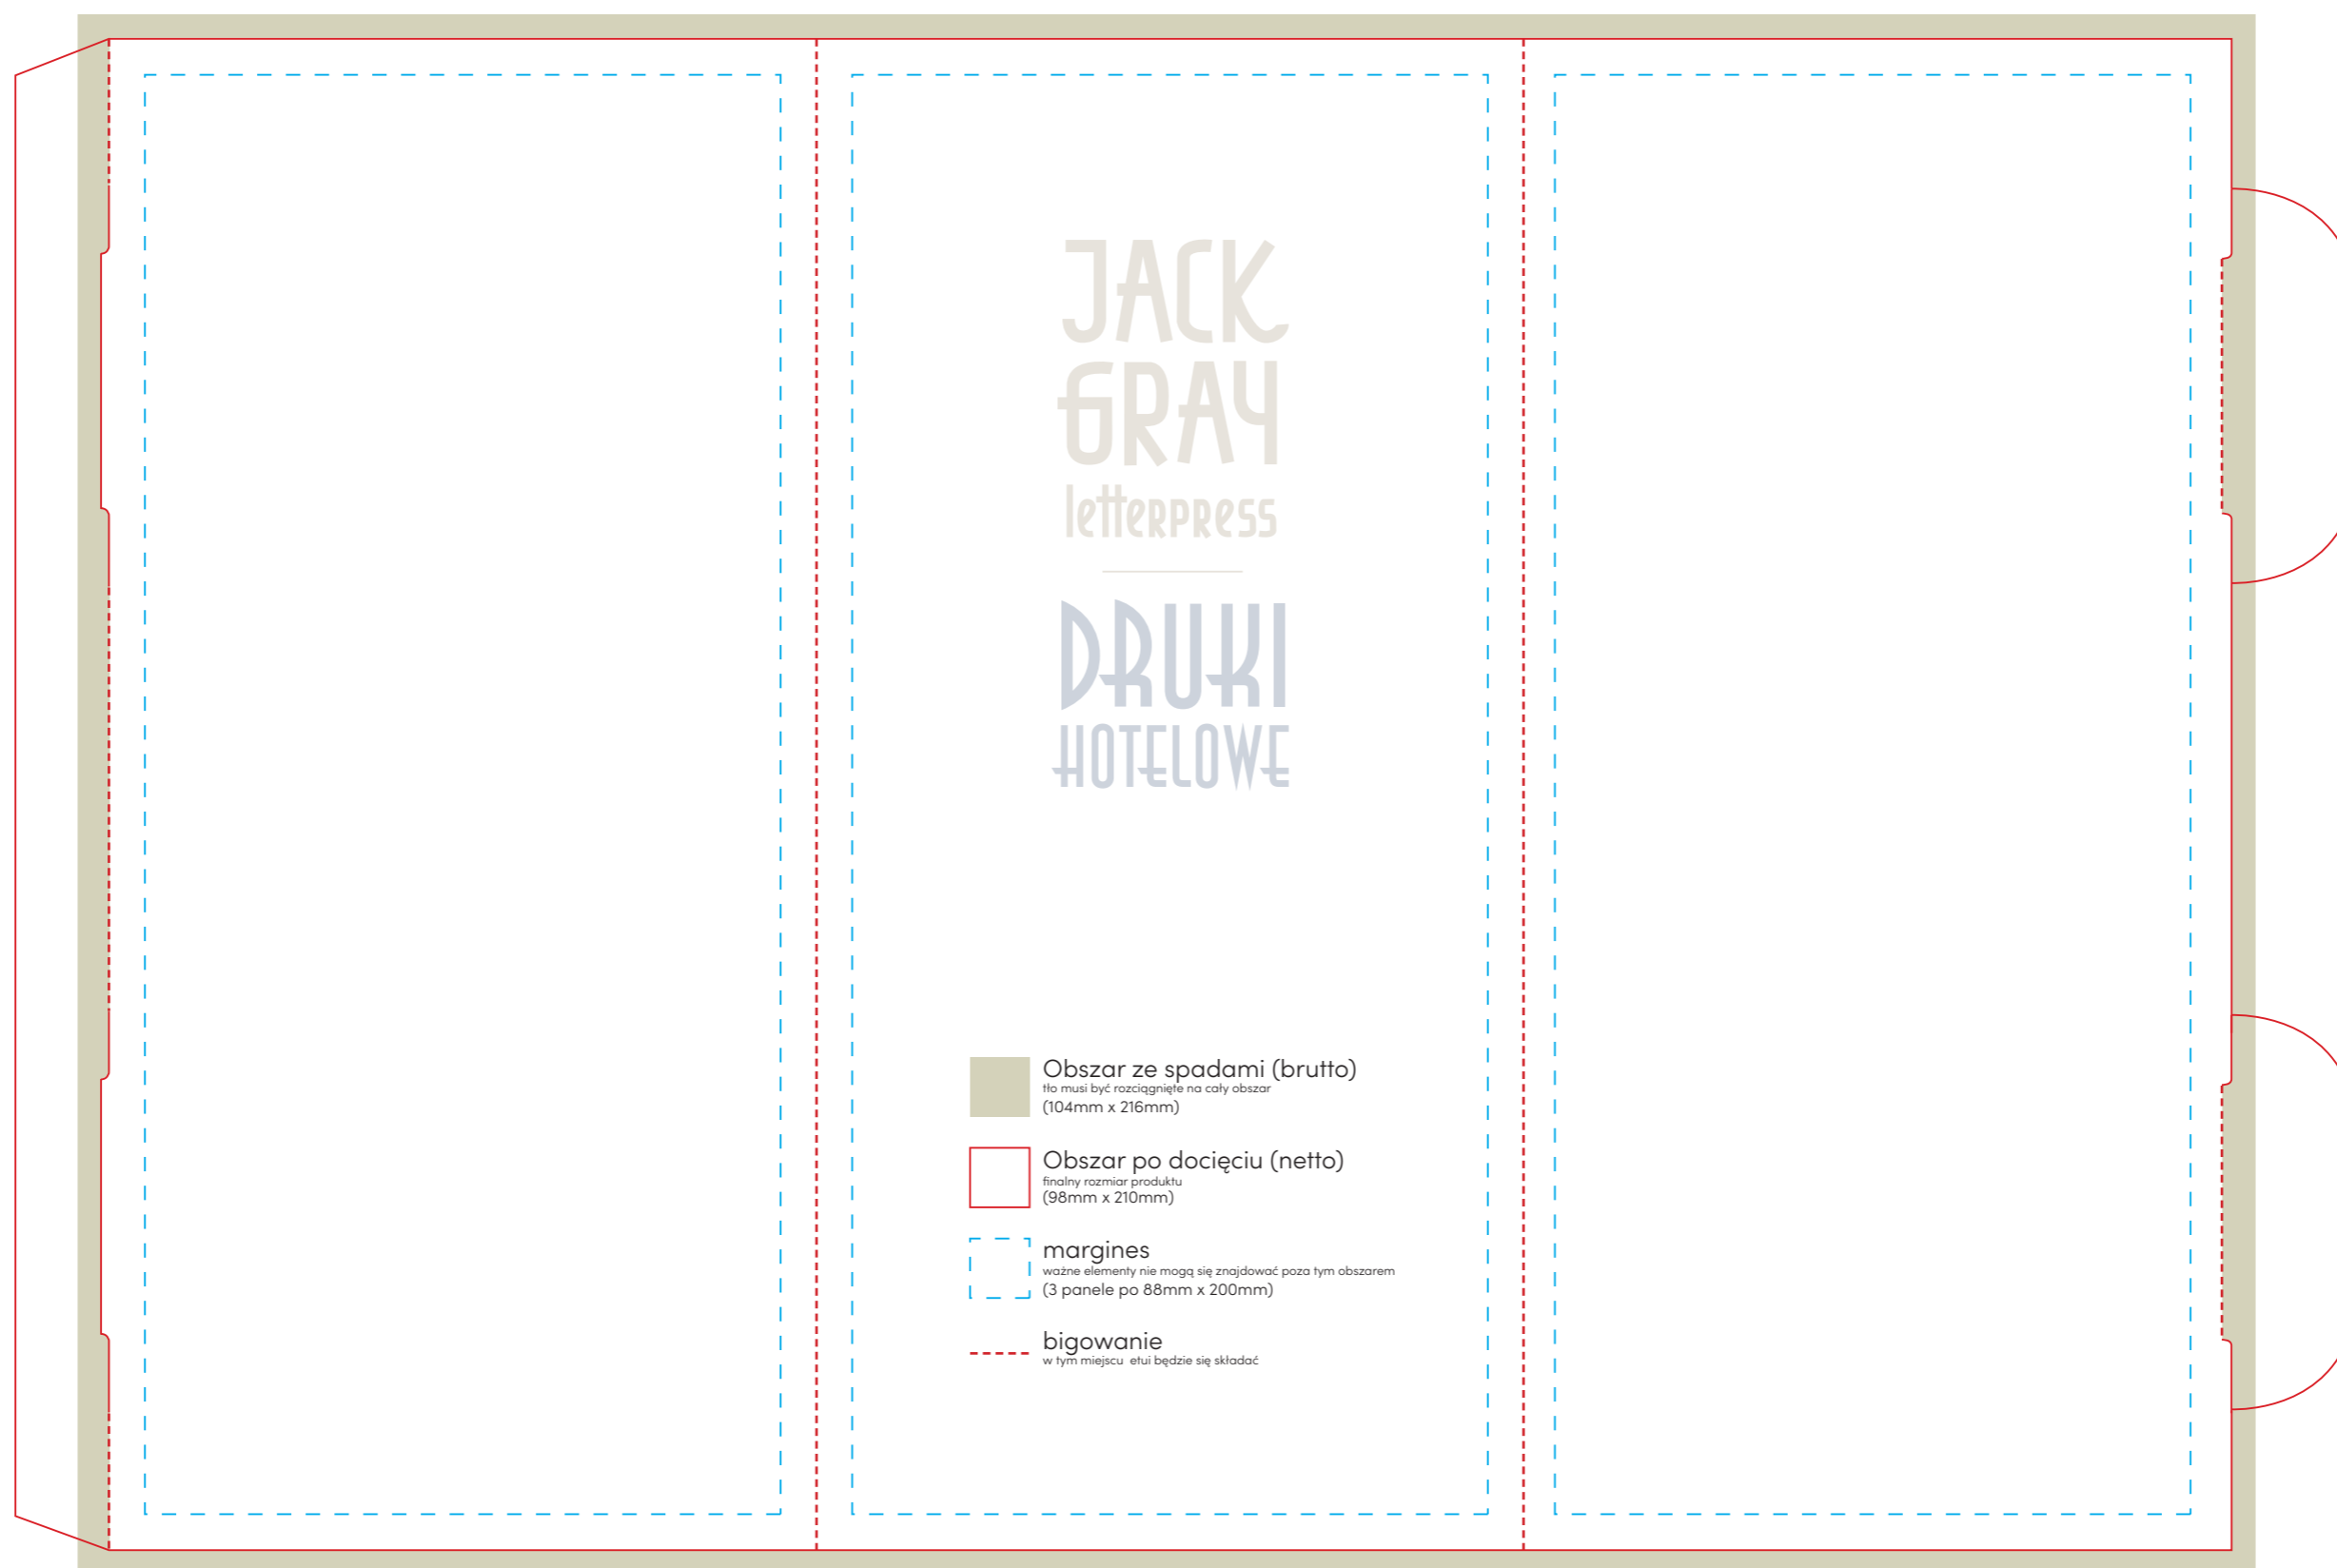 JACK
GRAY
letterpress
DRUKI
HOTELOWE
Obszar ze spadami (brutto)
tło musi być rozciągnięte na cały obszar
(104mm x 216mm)
Obszar po docięciu (netto)
finalny rozmiar produktu
(98mm x 210mm)
margines
ważne elementy nie mogą się znajdować poza tym obszarem
(3 panele po 88mm x 200mm)
bigowanie
w tym miejscu etui będzie się składać